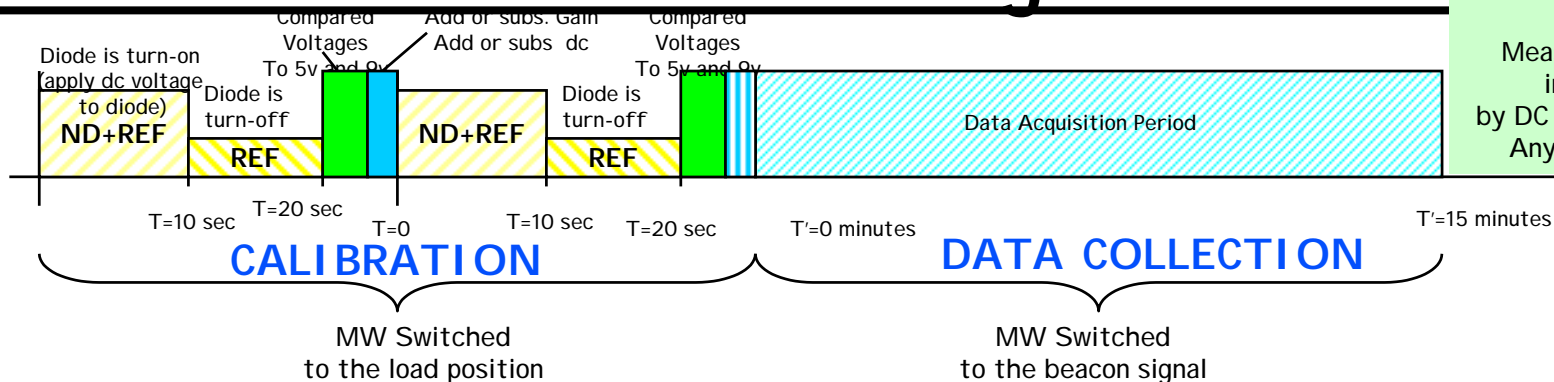 Compared
Voltages
To 5v and 9v
Add or subs. Gain
Add or subs dc
Compared
Voltages
To 5v and 9v
Diode is turn-on
(apply dc voltage
to diode)
Diode is
turn-off
Diode is
turn-off
ND+REF
REF
ND+REF
REF
Data Acquisition Period
by DC
T=10 sec
T=20 sec
T=0
T=10 sec
T=20 sec
T'=0 minutes
T'=15 minutes
CALIBRATION
DATA COLLECTION
MW Switched
to the load position
MW Switched
to the beacon signal